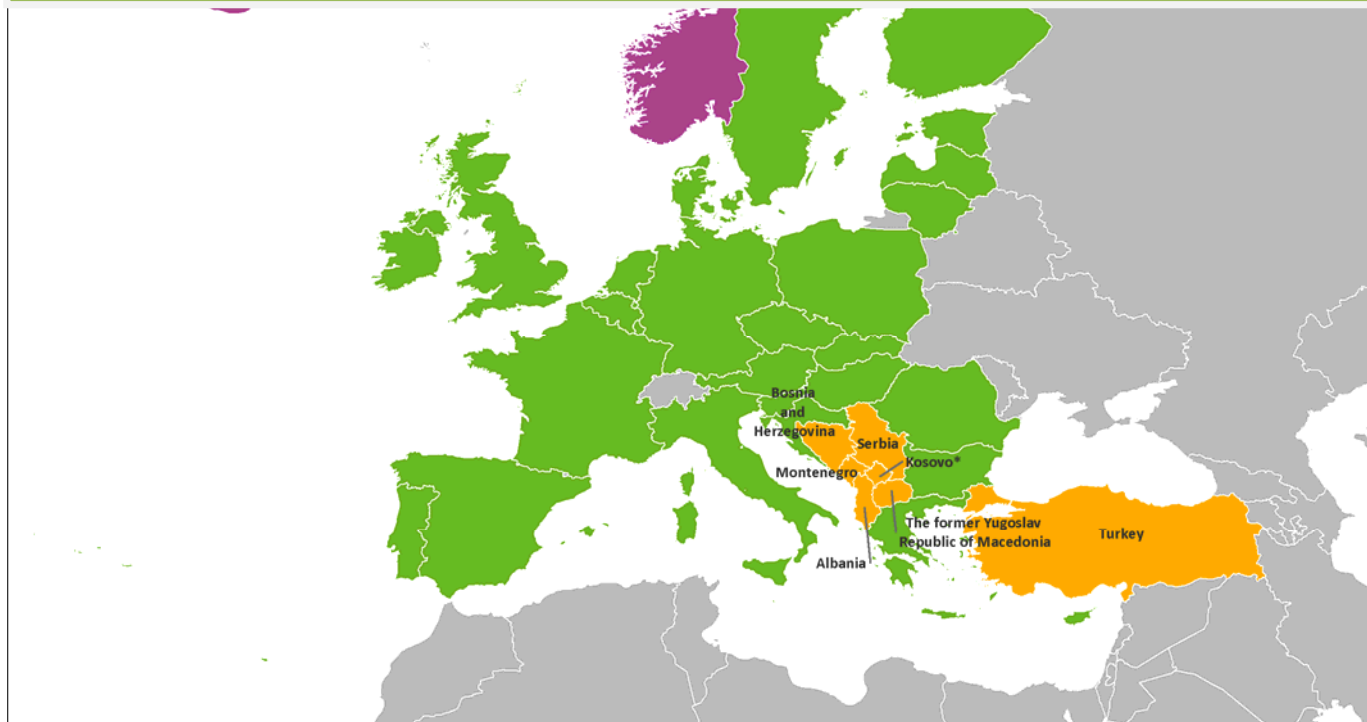 Bosnia
and
Herzegovina
Serbia
Kosovo*
Montenegro
The former Yugoslav
Republic of Macedonia
Turkey
Albania